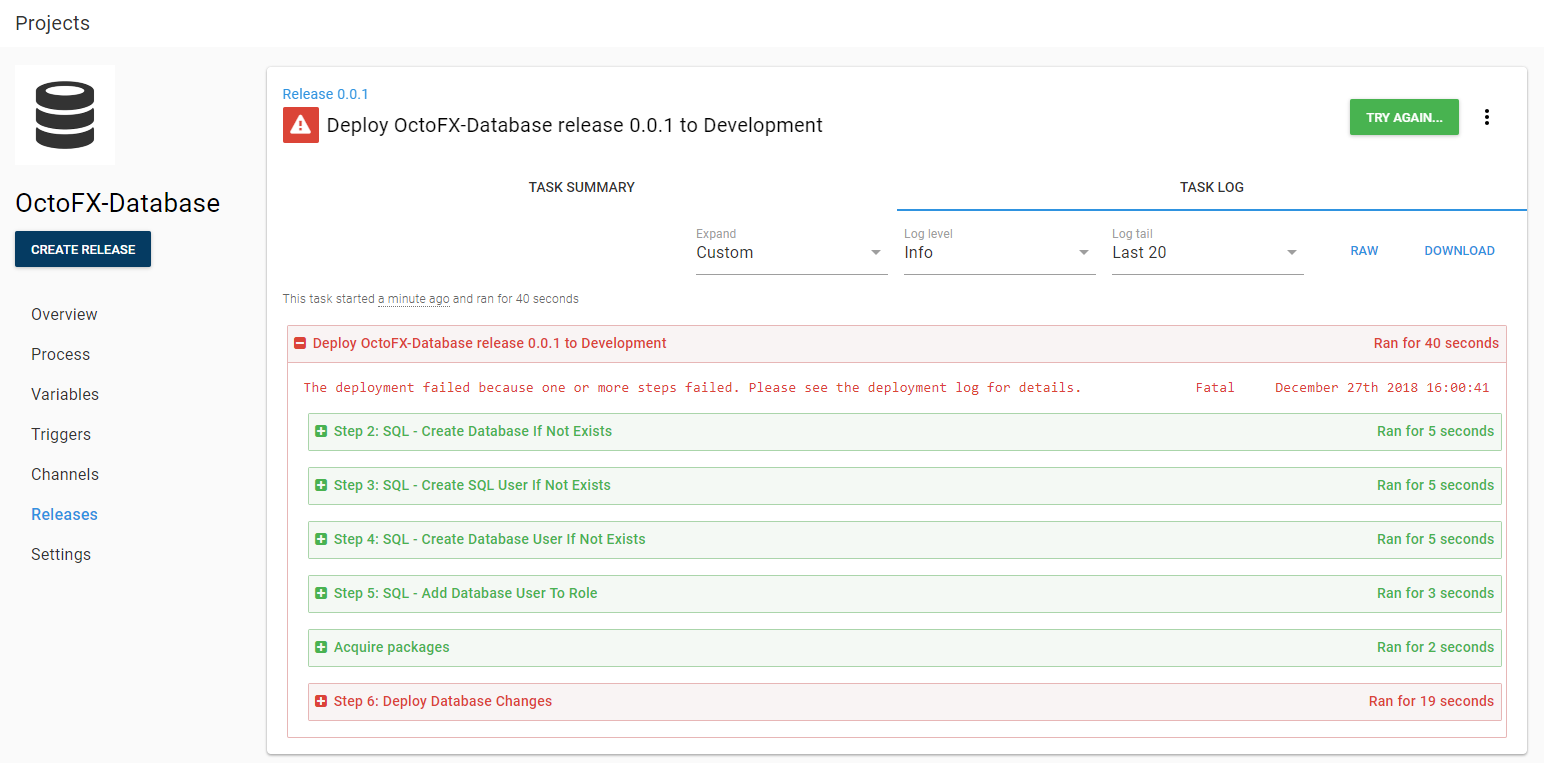 Projects
OctoFX-Database
CREATE RELEASE
Overview
Process
Variables
Triggers
Channels
Releases
Settings
Release 0.0.1
Deploy OctoFX-Database release 0.0.1 to Development
TRY AGAIN...
TASK SUMMARY TASK LOG
Expand Log level Log tail
Custom Info Last 20 RAW DOWNLOAD
This task started a minute ago and ran for 40 seconds
Deploy OctoFX-Database release 0.0.1 to Development Ran for 40 seconds
The deployment failed because one or more steps failed. Please see the deployment log for details. Fatal December 27th 2018 16:00:41
Step 2: SQL - Create Database If Not Exists Ran for 5 seconds
Step 3: SQL - Create SQL User If Not Exists Ran for 5 seconds
Step 4: SQL - Create Database User If Not Exists Ran for 5 seconds
Step 5: SQL - Add Database User To Role Ran for 3 seconds
Acquire packages Ran for 2 seconds
Step 6: Deploy Database Changes Ran for 19 seconds